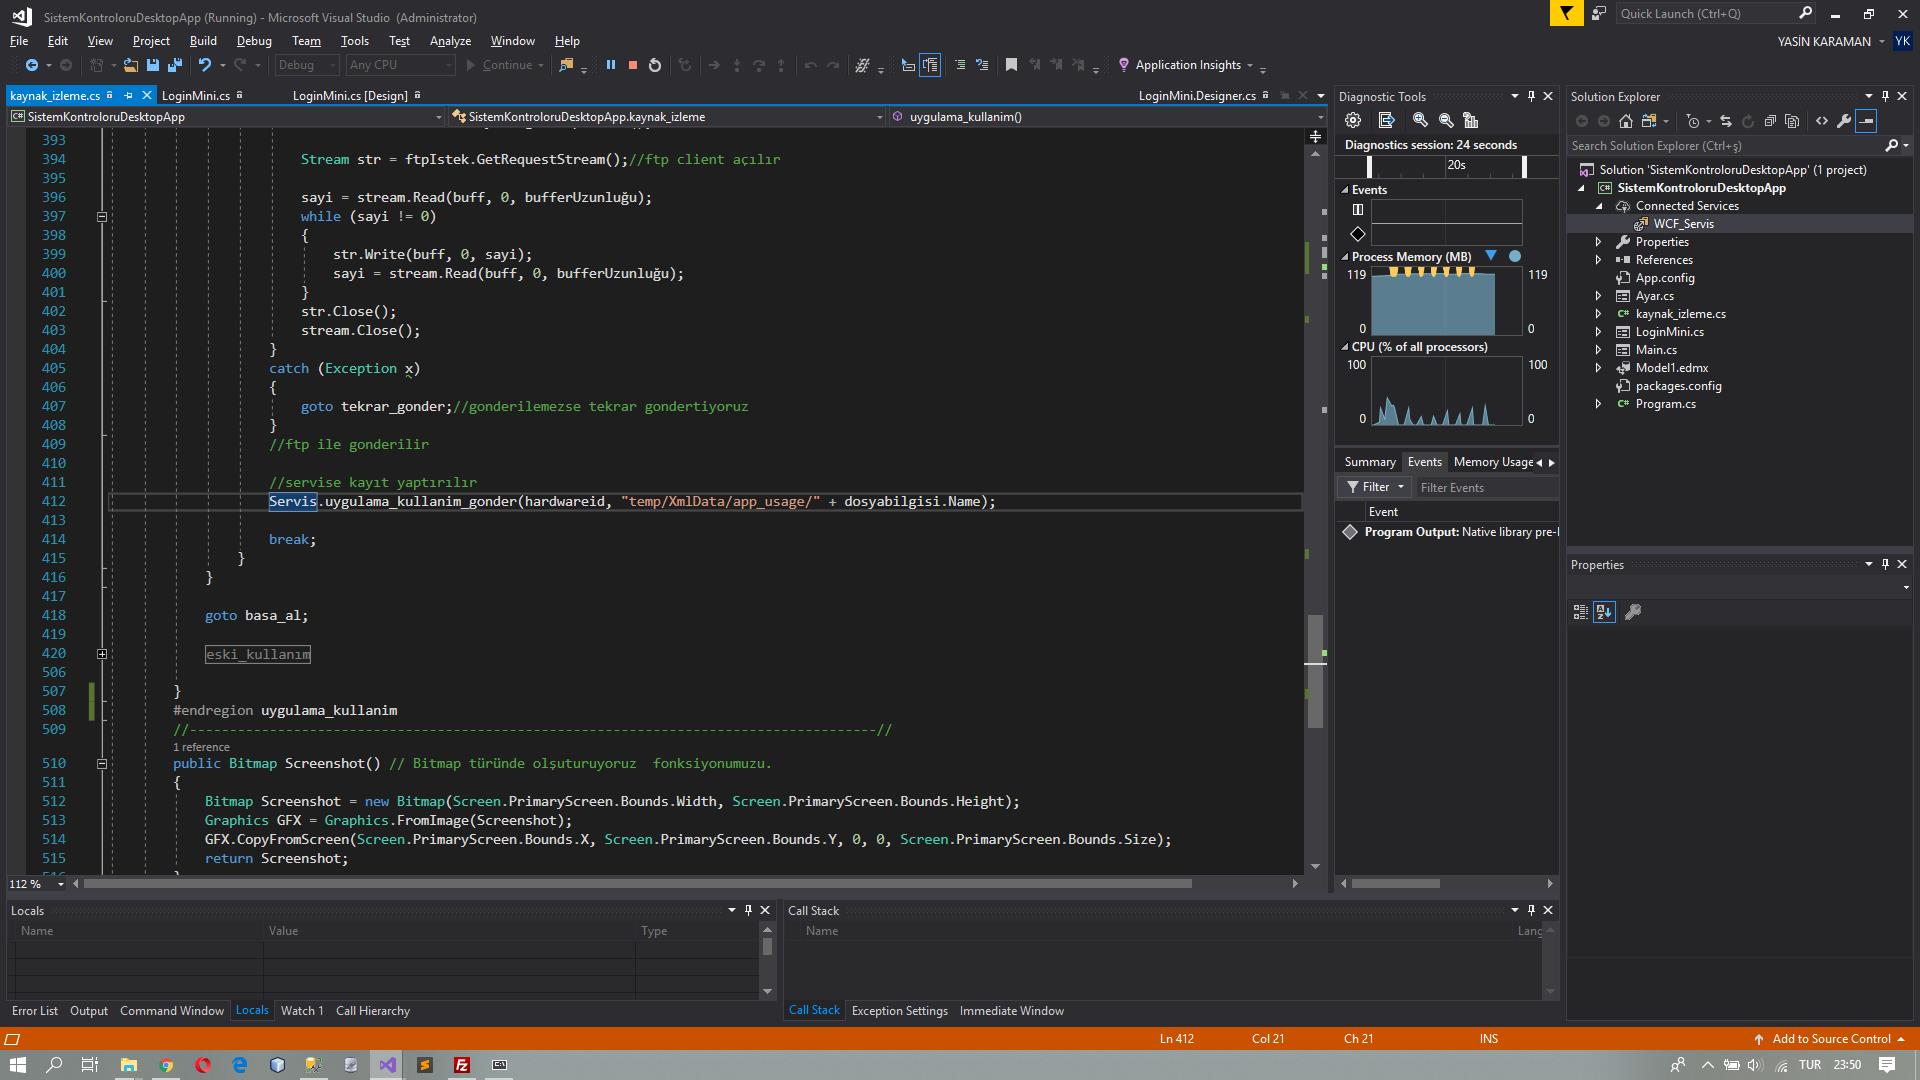 SistemKontroloruDesktopApp (Running) - Microsoft Visual Studio (Administrator)
Quick Launch (Ctrl+Q)
File Edit View Project Build Debug Team Tools Test Analyze Window Help
YASİN KARAMAN YK
Debug Any CPU Continue Application Insights
kaynak_izleme.cs LoginMini.cs LoginMini.cs [Design] LoginMini.Designer.cs
SistemKontroloruDesktopApp SistemKontroloruDesktopApp.kaynak_izleme uygulama_kullanim()
393
394 Stream str = ftpIstek.GetRequestStream();//ftp client açılır
395
396 sayi = stream.Read(buff, 0, bufferUzunluğu);
397 while (sayi != 0)
398 {
399 str.Write(buff, 0, sayi);
400 sayi = stream.Read(buff, 0, bufferUzunluğu);
401 }
402 str.Close();
403 stream.Close();
404 }
405 catch (Exception x)
406 {
407 goto tekrar_gonder;//gonderilemezse tekrar gondertiyoruz
408 }
409 //ftp ile gonderilir
410
411 //servise kayıt yaptırılır
412 Servis.uygulama_kullanim_gonder(hardwareid, "temp/XmlData/app_usage/" + dosyabilgisi.Name);
413
414 break;
415 }
416 }
417
418 goto basa_al;
419
420 eski_kullanım
506
507 }
508 #endregion uygulama_kullanim
509 //--------------------------------------------------------------------------------------//
1 reference
510 public Bitmap Screenshot() // Bitmap türünde olşuturuyoruz  fonksiyonumuzu.
511 {
512 Bitmap Screenshot = new Bitmap(Screen.PrimaryScreen.Bounds.Width, Screen.PrimaryScreen.Bounds.Height);
513 Graphics GFX = Graphics.FromImage(Screenshot);
514 GFX.CopyFromScreen(Screen.PrimaryScreen.Bounds.X, Screen.PrimaryScreen.Bounds.Y, 0, 0, Screen.PrimaryScreen.Bounds.Size);
515 return Screenshot;
112 %
Diagnostic Tools
Diagnostics session: 24 seconds
20s
Events
Process Memory (MB)
119 119
0 0
CPU (% of all processors)
100 100
0 0
Summary Events Memory Usage
Filter Filter Events
Event
Program Output: Native library pre-l
Solution Explorer
Search Solution Explorer (Ctrl+ş)
Solution 'SistemKontroloruDesktopApp' (1 project)
SistemKontroloruDesktopApp
Connected Services
WCF_Servis
Properties
References
App.config
Ayar.cs
kaynak_izleme.cs
LoginMini.cs
Main.cs
Model1.edmx
packages.config
Program.cs
Properties
Locals
Name Value Type
Call Stack
Name Lang
Error List Output Command Window Locals Watch 1 Call Hierarchy
Call Stack Exception Settings Immediate Window
Ln 412 Col 21 Ch 21 INS Add to Source Control
TUR 23:50